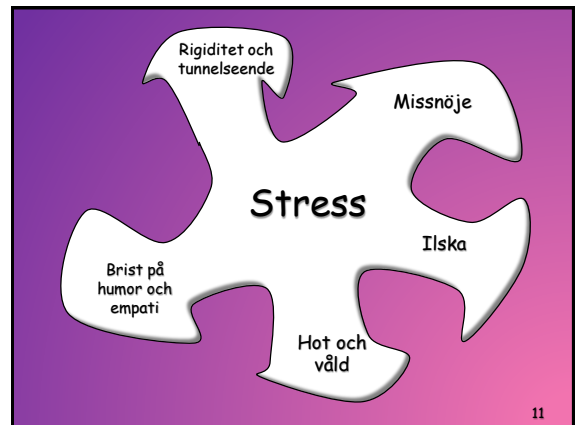 Rigiditet och
tunnelseende
Missnöje
Stress
Ilska
Brist på
humor och
empati
Hot och
våld
11